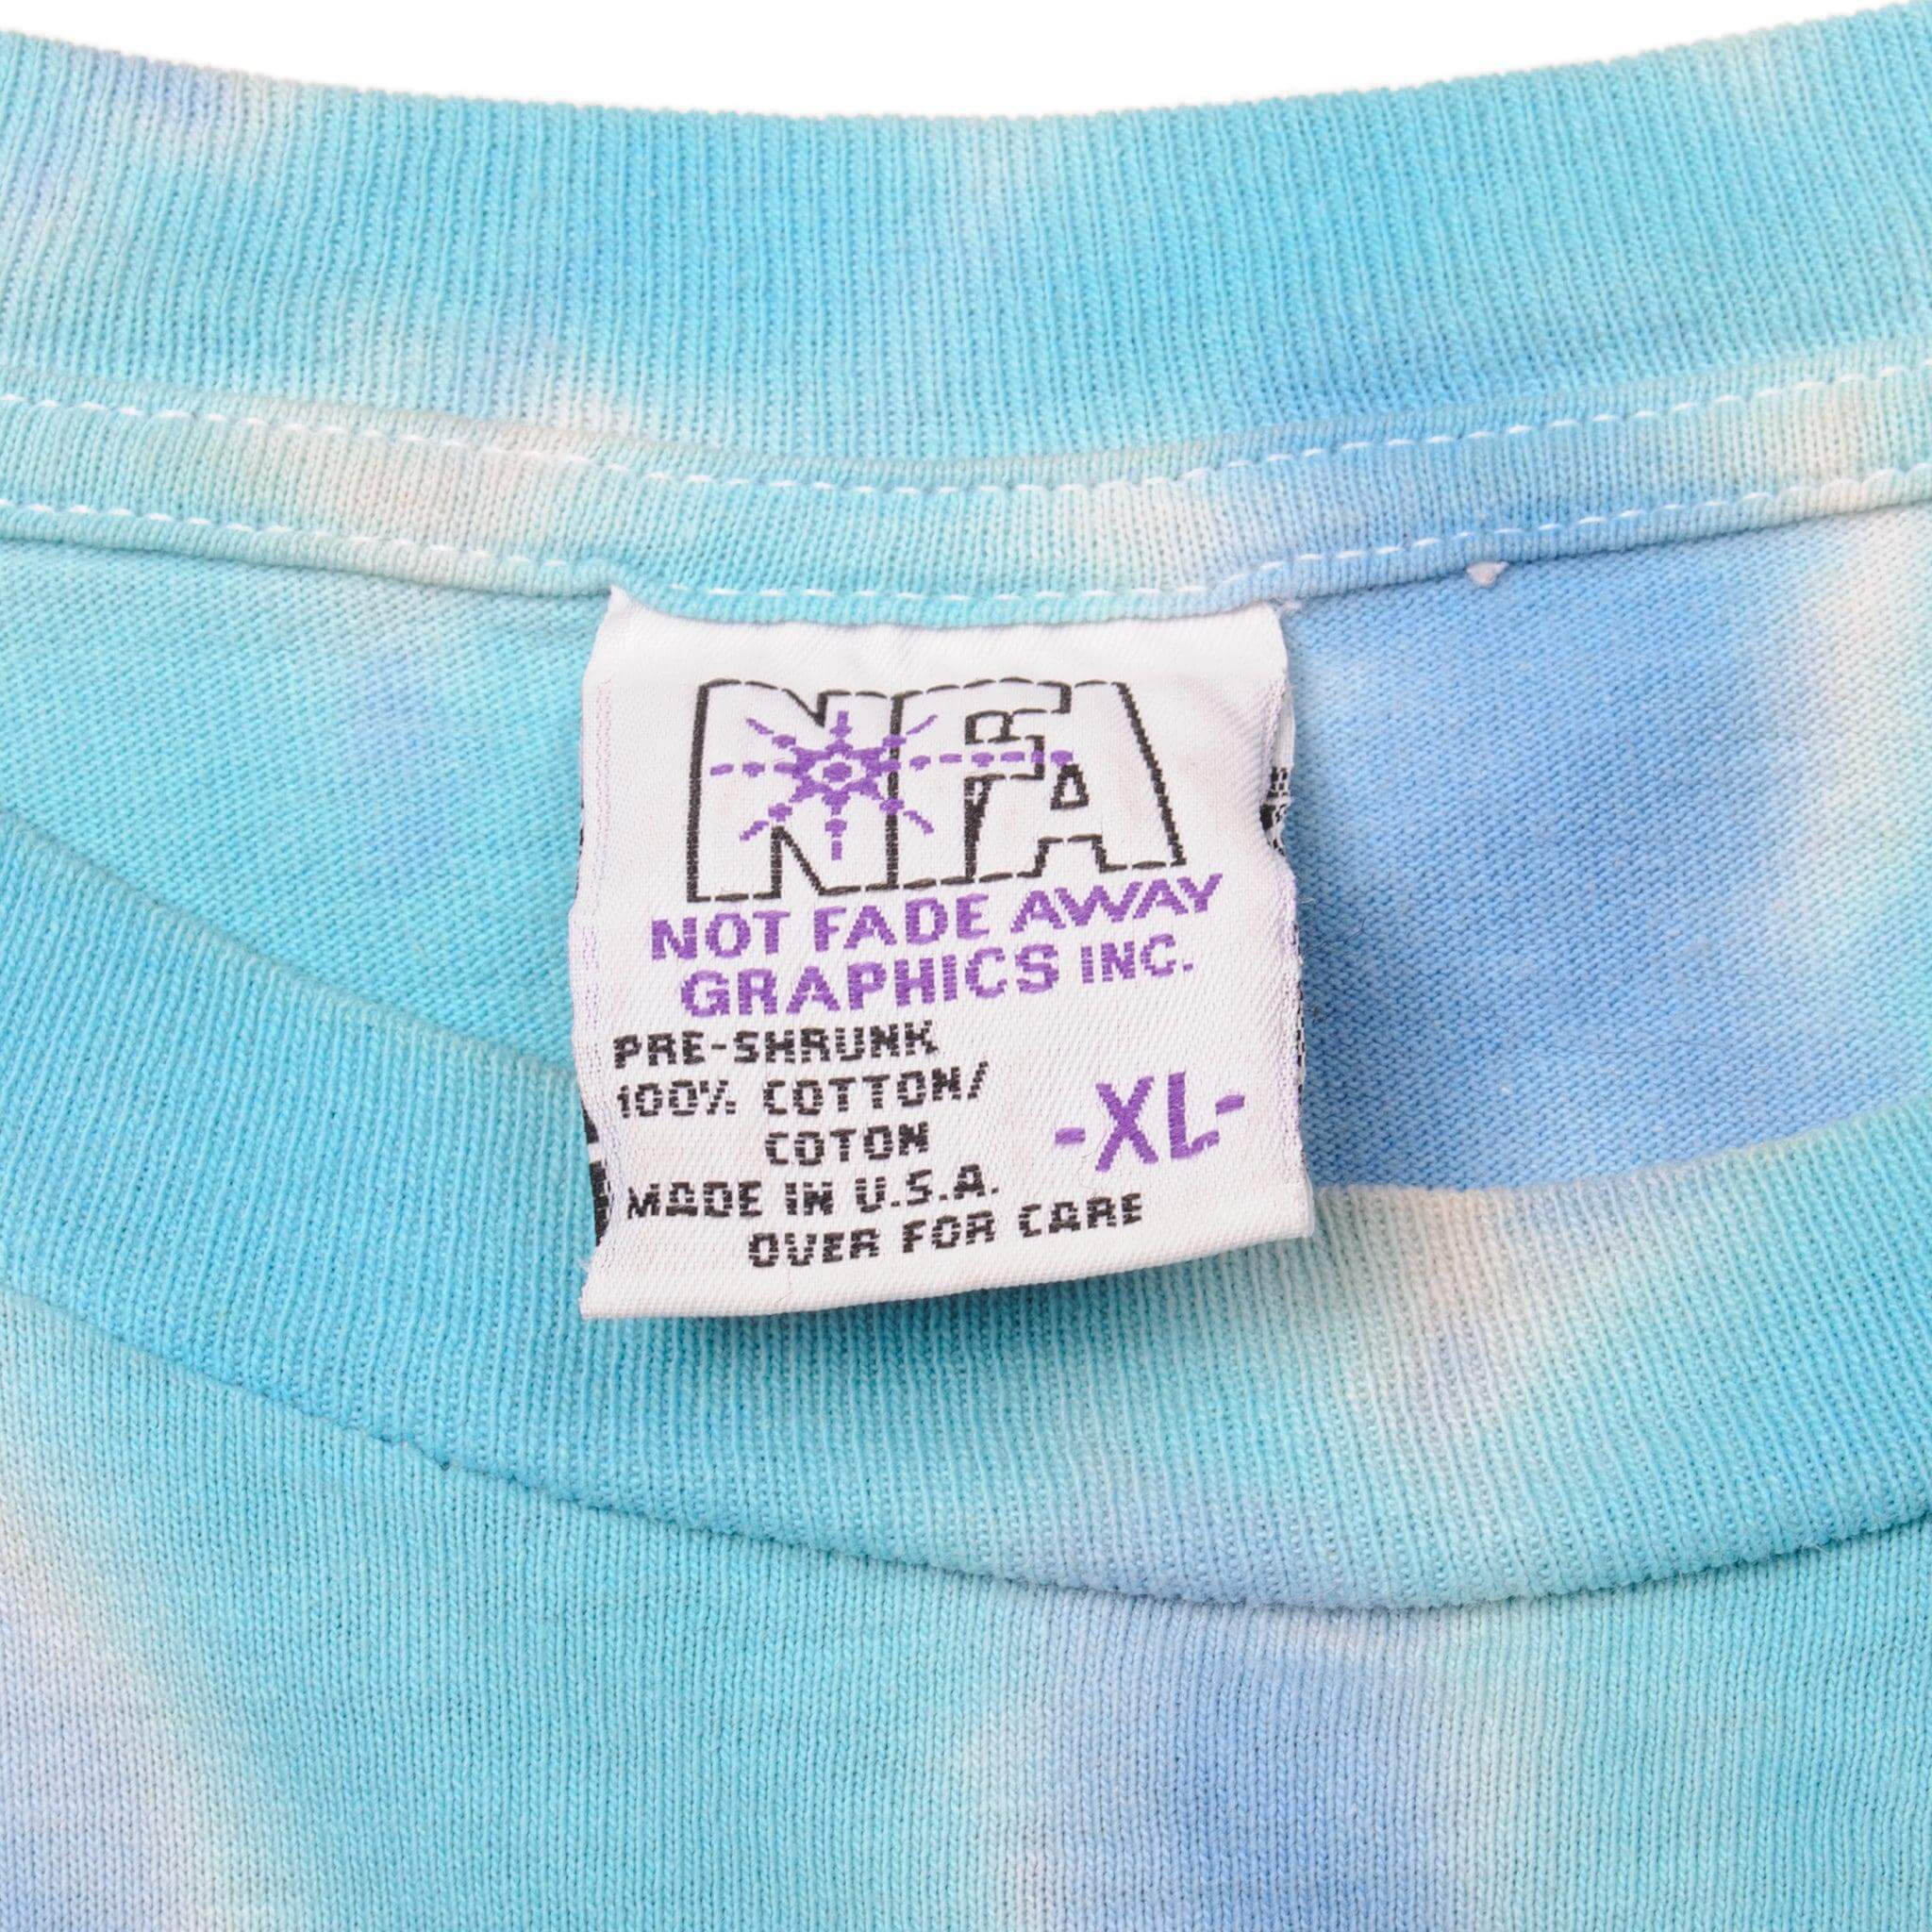 NFA
NOT FADE AWAY
GRAPHICS INC.
PRE-SHRUNK
100% COTTON/
COTON
-XL-
MADE IN U.S.A.
OVER FOR CARE